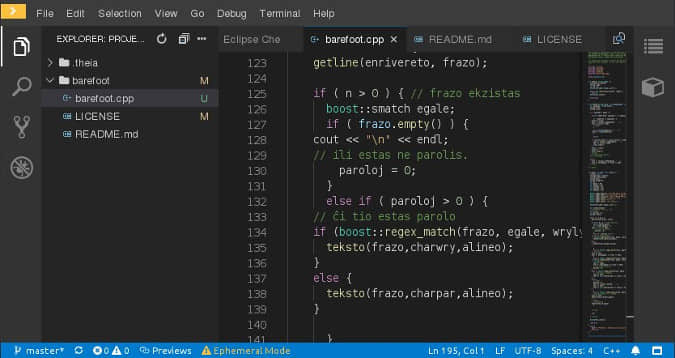 File Edit Selection View Go Debug Terminal Help
EXPLORER: PROJE...
Eclipse Che
barefoot.cpp
README.md
LICENSE
.theia
barefoot M
barefoot.cpp U
LICENSE M
README.md
123 getline(enrivereto, frazo);
124
125 if ( n > 0 ) { // frazo ekzistas
126 boost::smatch egale;
127 if ( frazo.empty() ) {
128 cout << "\n" << endl;
129 // ili estas ne parolis.
130 paroloj = 0;
131 }
132 else if ( paroloj > 0 ) {
133 // ĉi tio estas parolo
134 if (boost::regex_match(frazo, egale, wryly
135 teksto(frazo,charwry,alineo);
136 }
137 else {
138 teksto(frazo,charpar,alineo);
139 }
140
141 }
master* 0 0 Previews Ephemeral Mode Ln 195, Col 1 LF UTF-8 Spaces: 4 C++